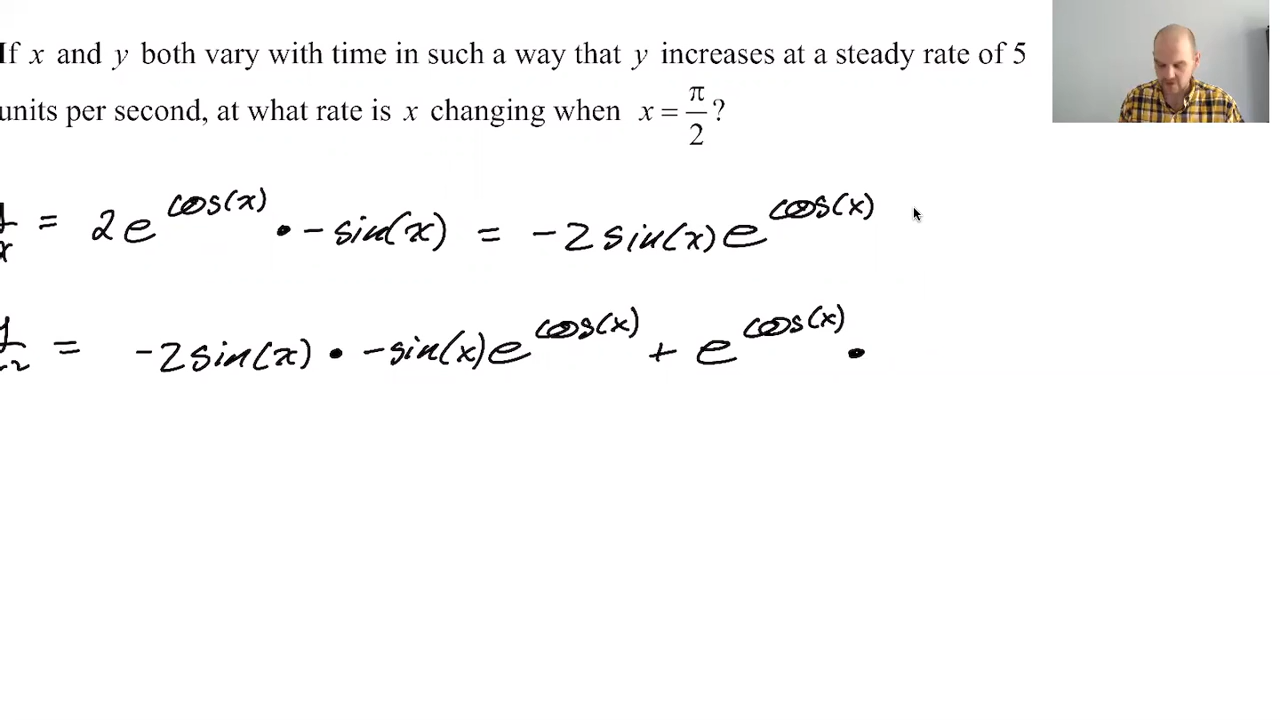 If x and y both vary with time in such a way that y increases at a steady rate of 5
units per second, at what rate is x changing when x = π/2?
= 2e^cos(x) • -sin(x) = -2sin(x)e^cos(x)
= -2sin(x) • -sin(x)e^cos(x) + e^cos(x) •